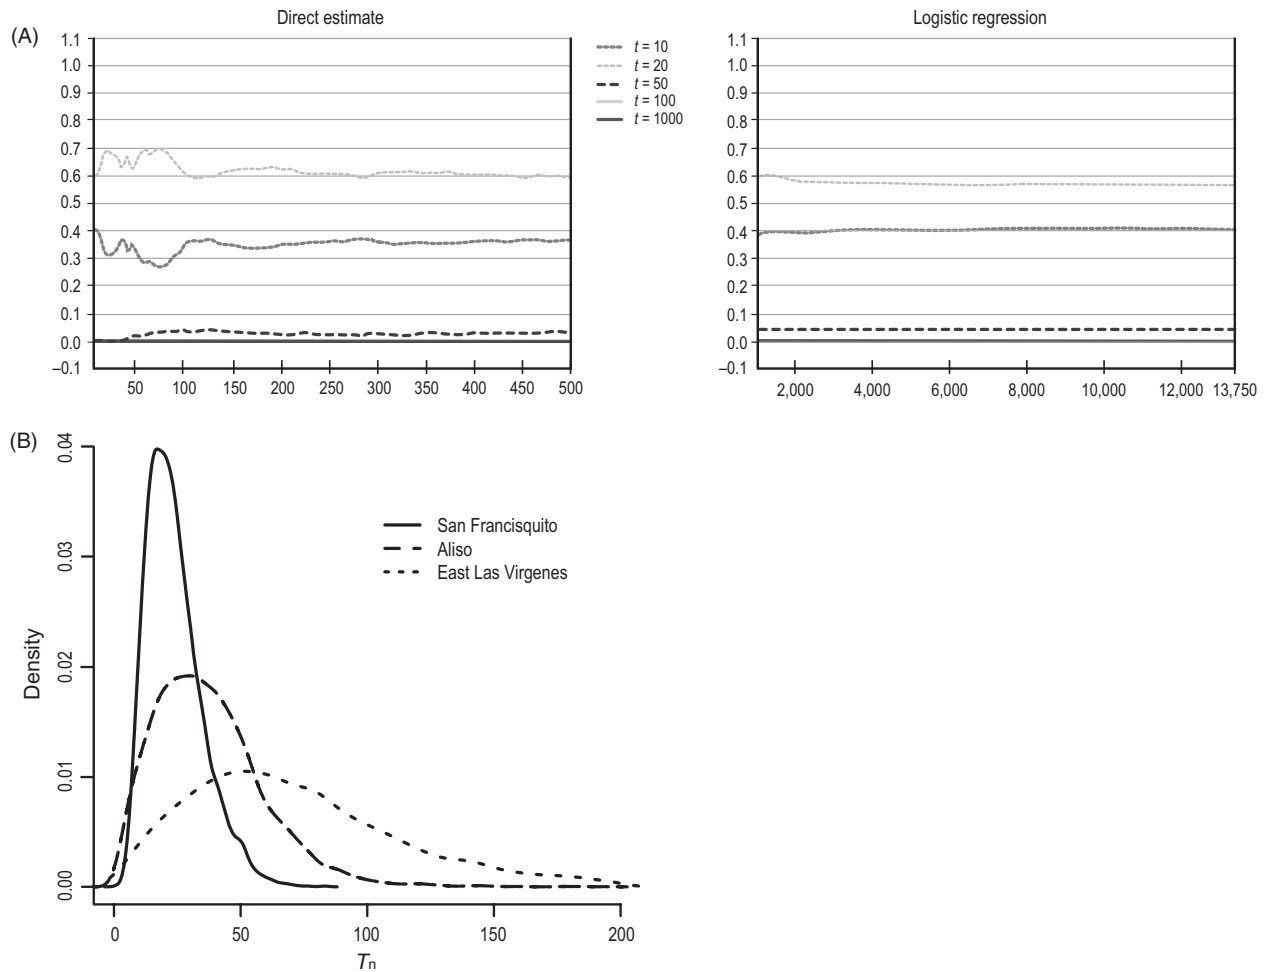 (A)
Direct estimate
1.1
1.0
0.9
0.8
0.7
0.6
0.5
0.4
0.3
0.2
0.1
0.0
–0.1
50 100 150 200 250 300 350 400 450 500
t = 10
t = 20
t = 50
t = 100
t = 1000
Logistic regression
1.1
1.0
0.9
0.8
0.7
0.6
0.5
0.4
0.3
0.2
0.1
0.0
–0.1
2,000 4,000 6,000 8,000 10,000 12,000 13,750
(B)
Density
0.04
0.03
0.02
0.01
0.00
San Francisquito
Aliso
East Las Virgenes
0 50 100 150 200
Tn